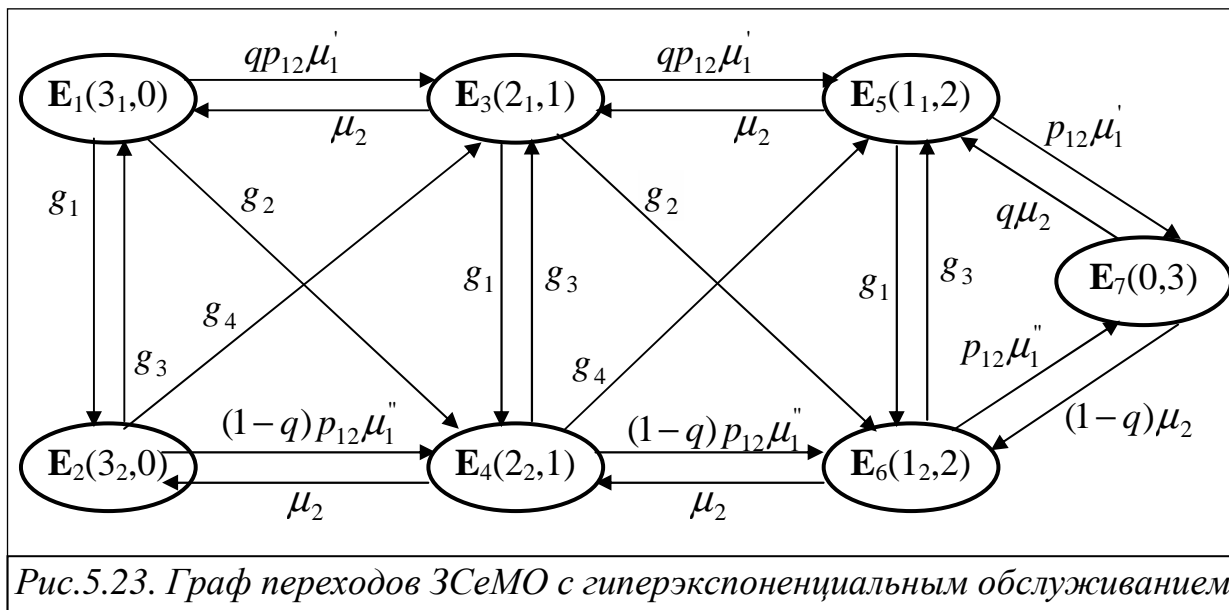 qp₁₂μ₁' qp₁₂μ₁'
E₁(3₁,0) E₃(2₁,1) E₅(1₁,2)
μ₂ μ₂ p₁₂μ₁'
g₁ g₂ g₂ qμ₂
E₇(0,3)
g₄ g₁ g₃ g₁ g₃
g₃ g₄ p₁₂μ₁"
(1−q)p₁₂μ₁" (1−q)p₁₂μ₁" (1−q)μ₂
E₂(3₂,0) E₄(2₂,1) E₆(1₂,2)
μ₂ μ₂
Рис.5.23. Граф переходов ЗСеМО с гиперэкспоненциальным обслуживанием